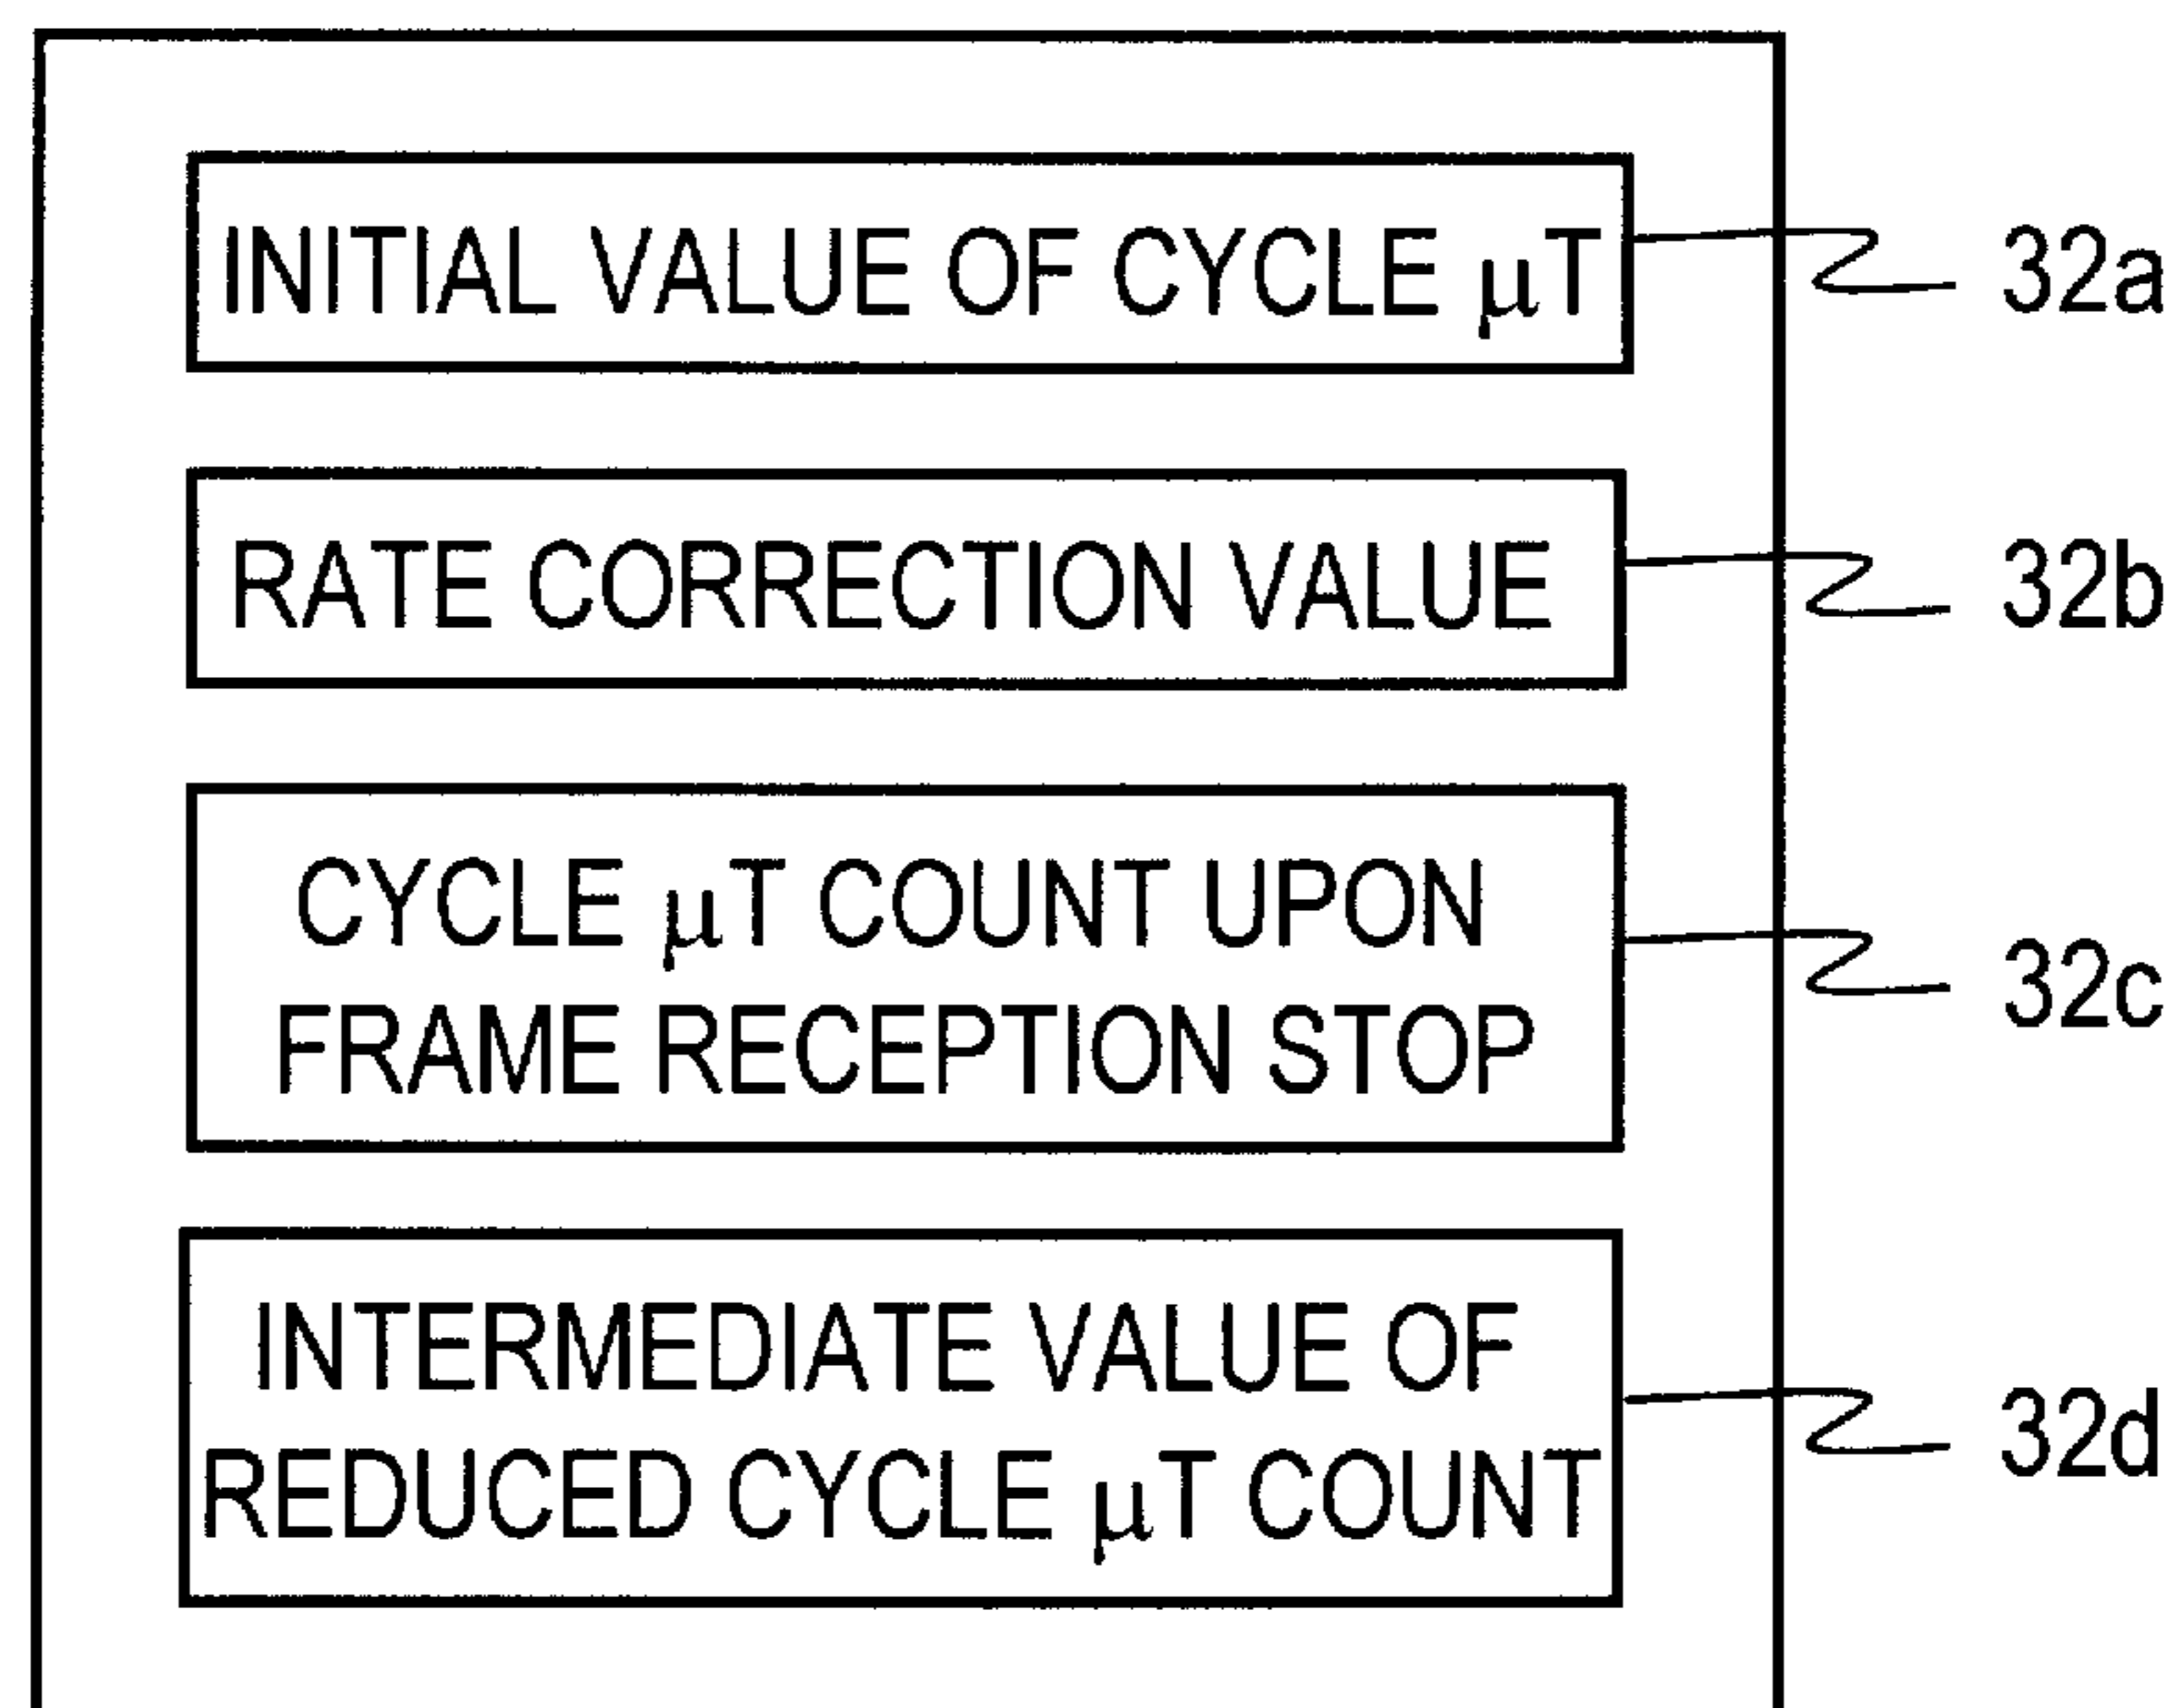 INITIAL VALUE OF CYCLE µT
32a
RATE CORRECTION VALUE
32b
CYCLE µT COUNT UPON
FRAME RECEPTION STOP
32c
INTERMEDIATE VALUE OF
REDUCED CYCLE µT COUNT
32d